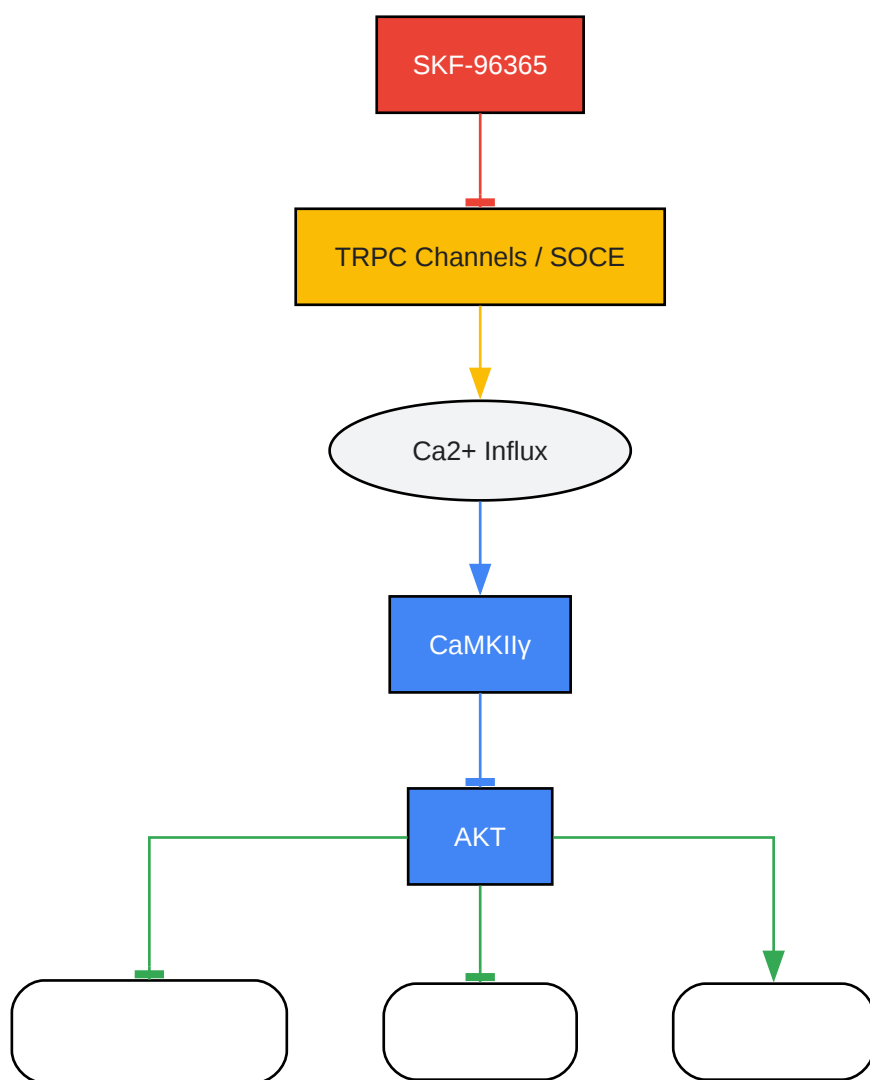 SKF-96365
TRPC Channels / SOCE
Ca2+ Influx
CaMKIIγ
AKT